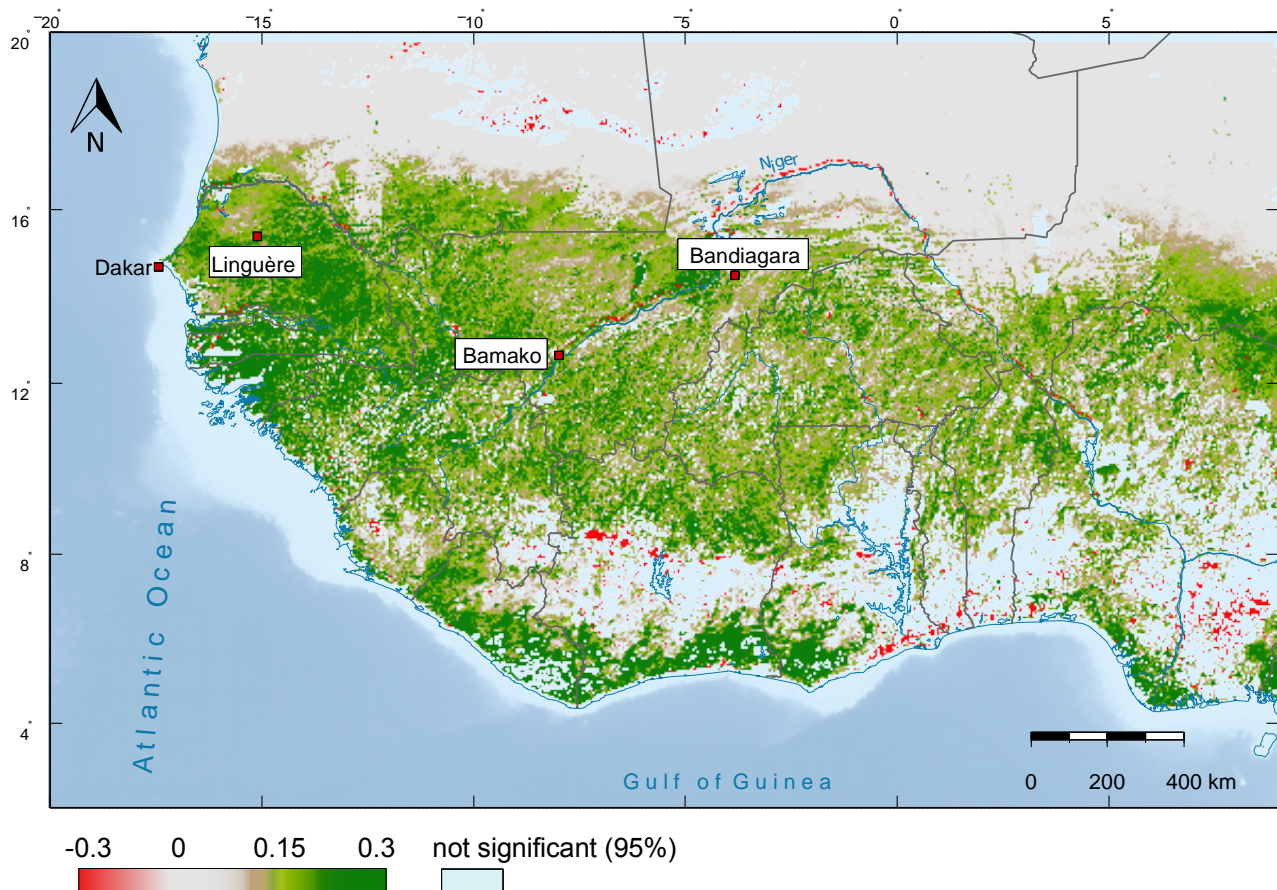 −20 −15 −10 −5 0 5
20°
N
Niger
16°
Bandiagara
Linguère
Dakar
Bamako
12°
8°
Atlantic Ocean
4°
0 200 400 km
Gulf of Guinea
-0.3 0 0.15 0.3 not significant (95%)